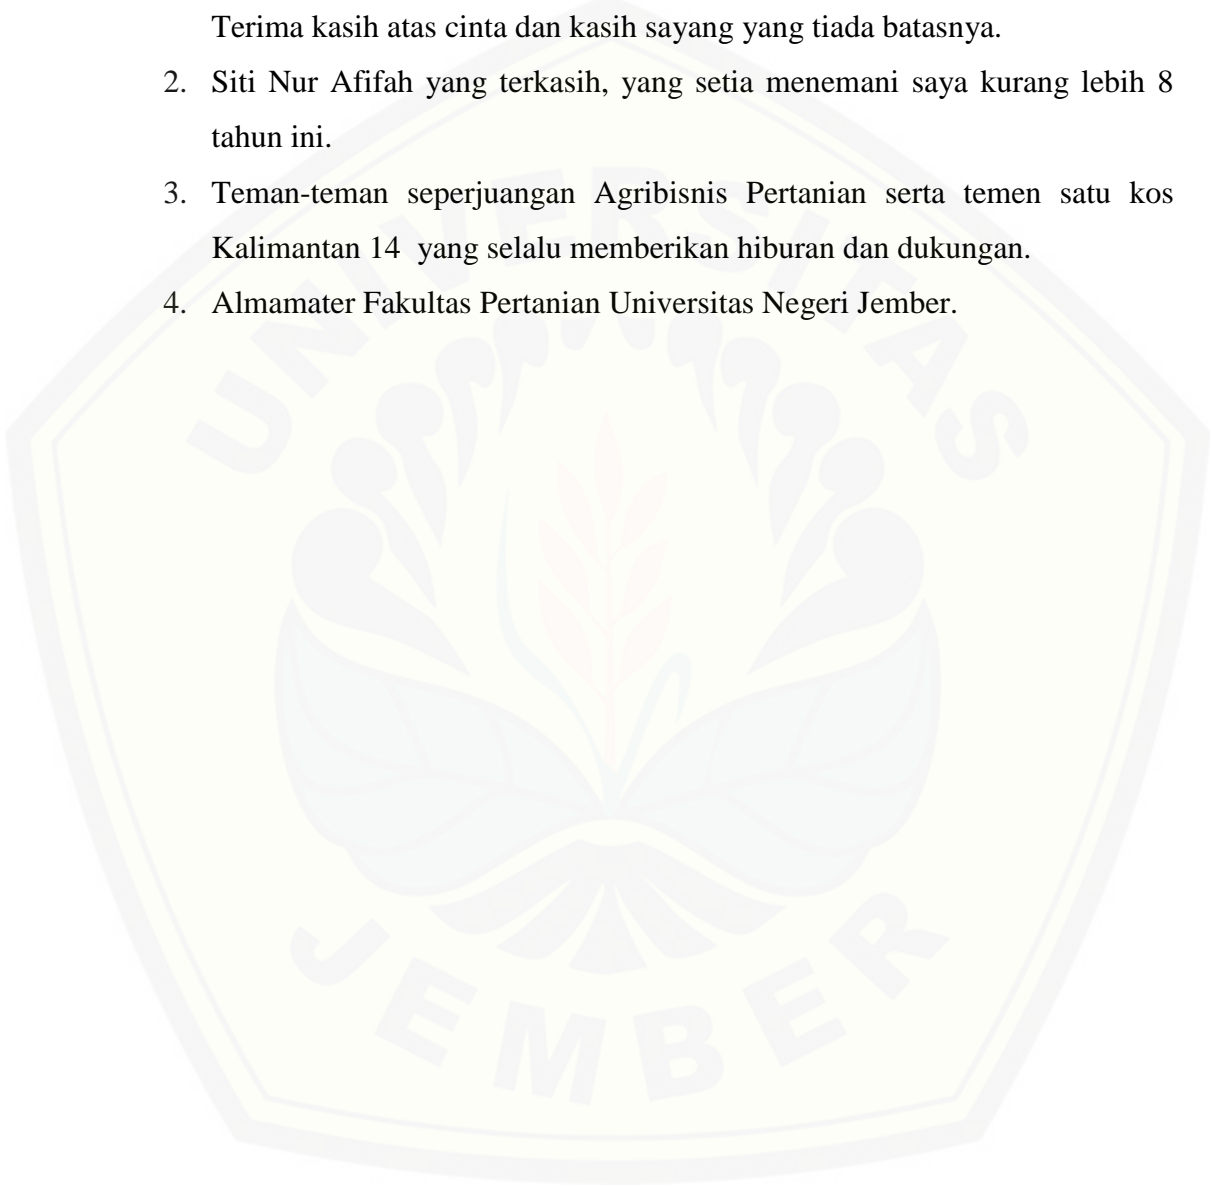 Terima kasih atas cinta dan kasih sayang yang tiada batasnya.
2. Siti Nur Afifah yang terkasih, yang setia menemani saya kurang lebih 8
tahun ini.
3. Teman-teman seperjuangan Agribisnis Pertanian serta temen satu kos
Kalimantan 14 yang selalu memberikan hiburan dan dukungan.
4. Almamater Fakultas Pertanian Universitas Negeri Jember.
UNIVERSITAS
JEMBER